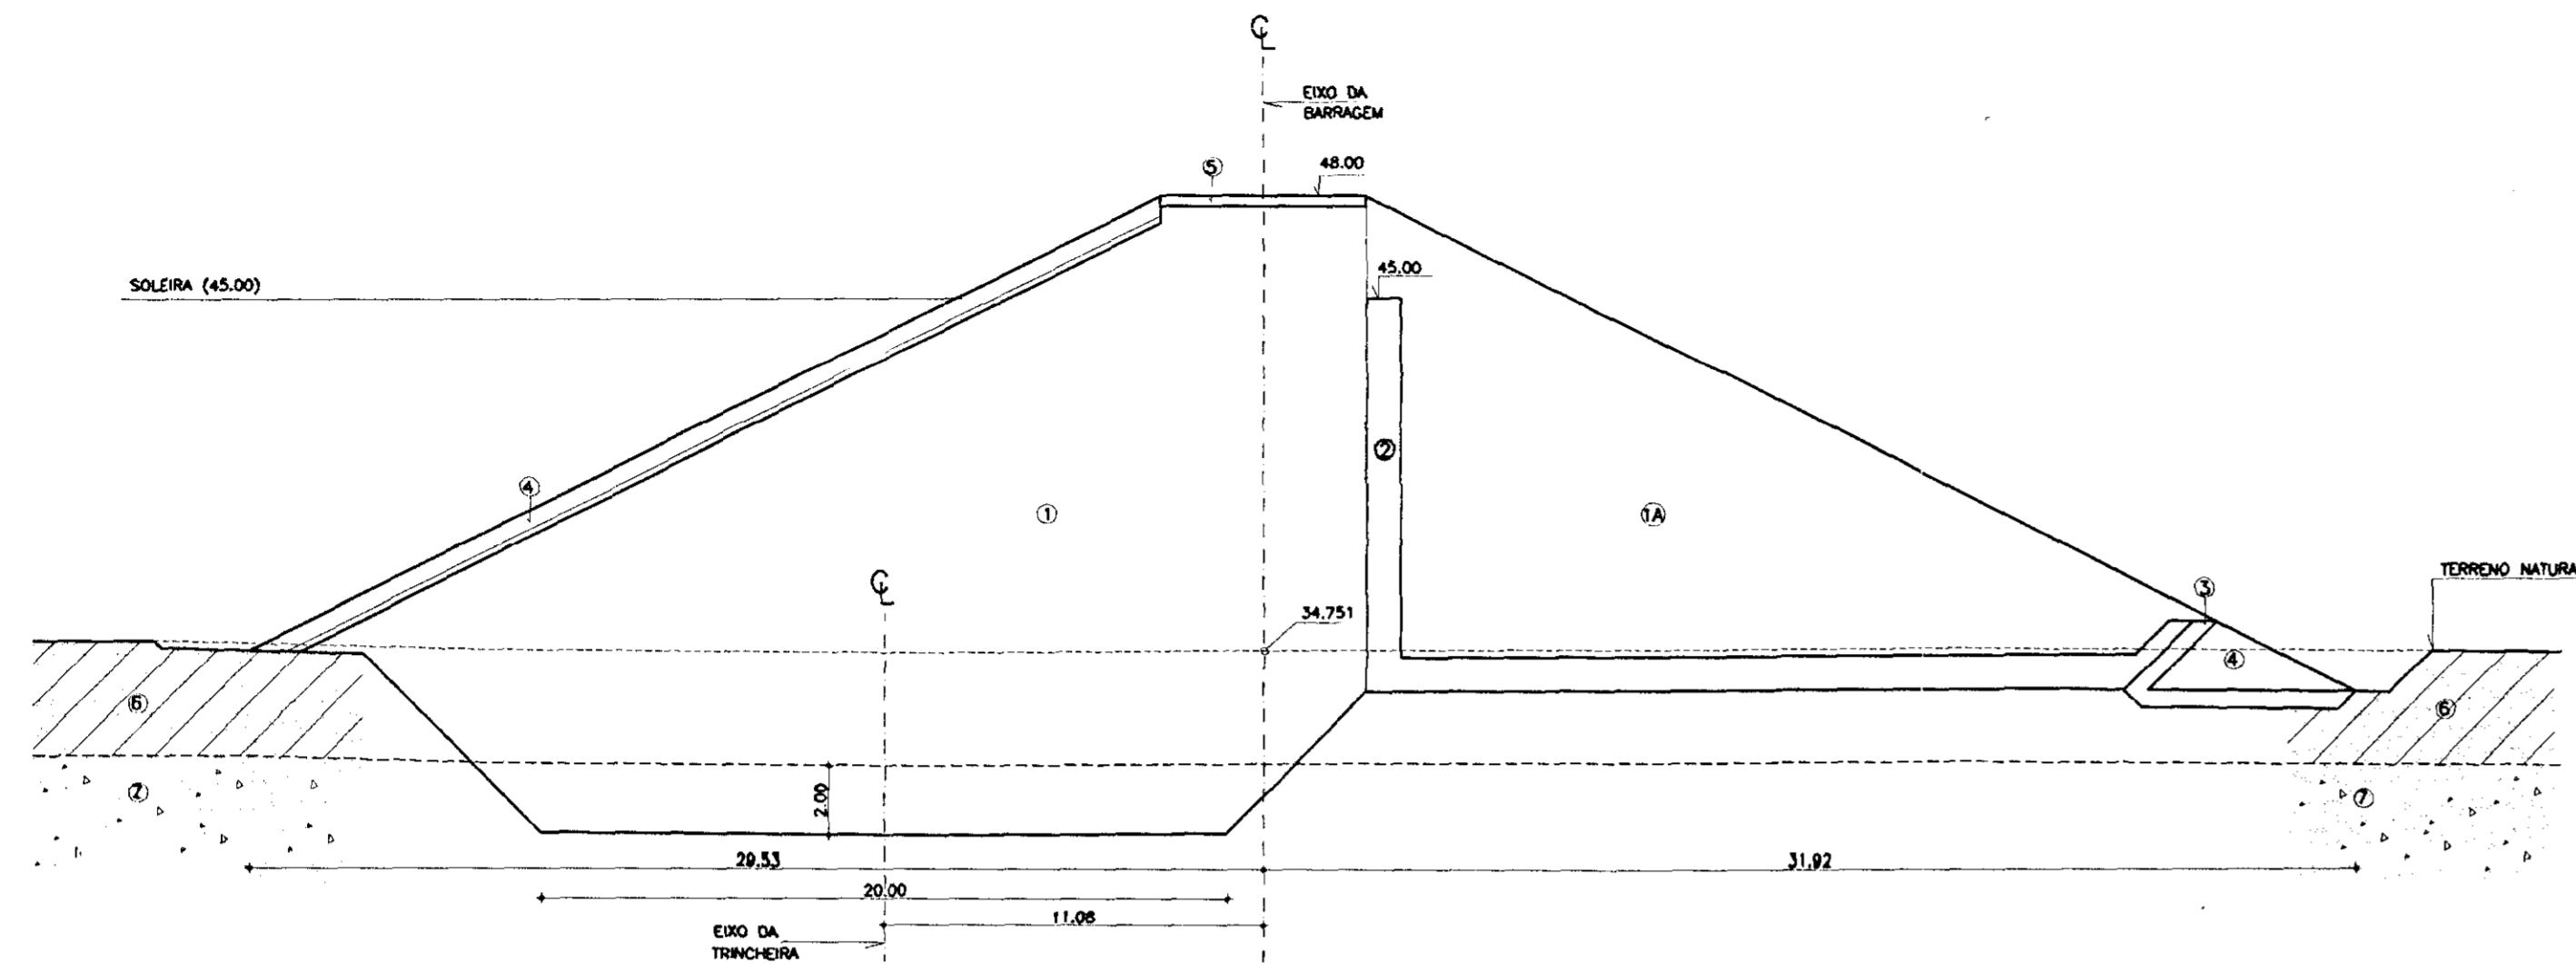 ℄
EIXO DA
BARRAGEM
5
48.00
SOLEIRA (45.00)
45.00
2
4
1
1A
℄
TERRENO NATURA
3
34.751
4
6
6
7
2.00
7
29.53
31.92
20.00
11.08
EIXO DA
TRINCHEIRA